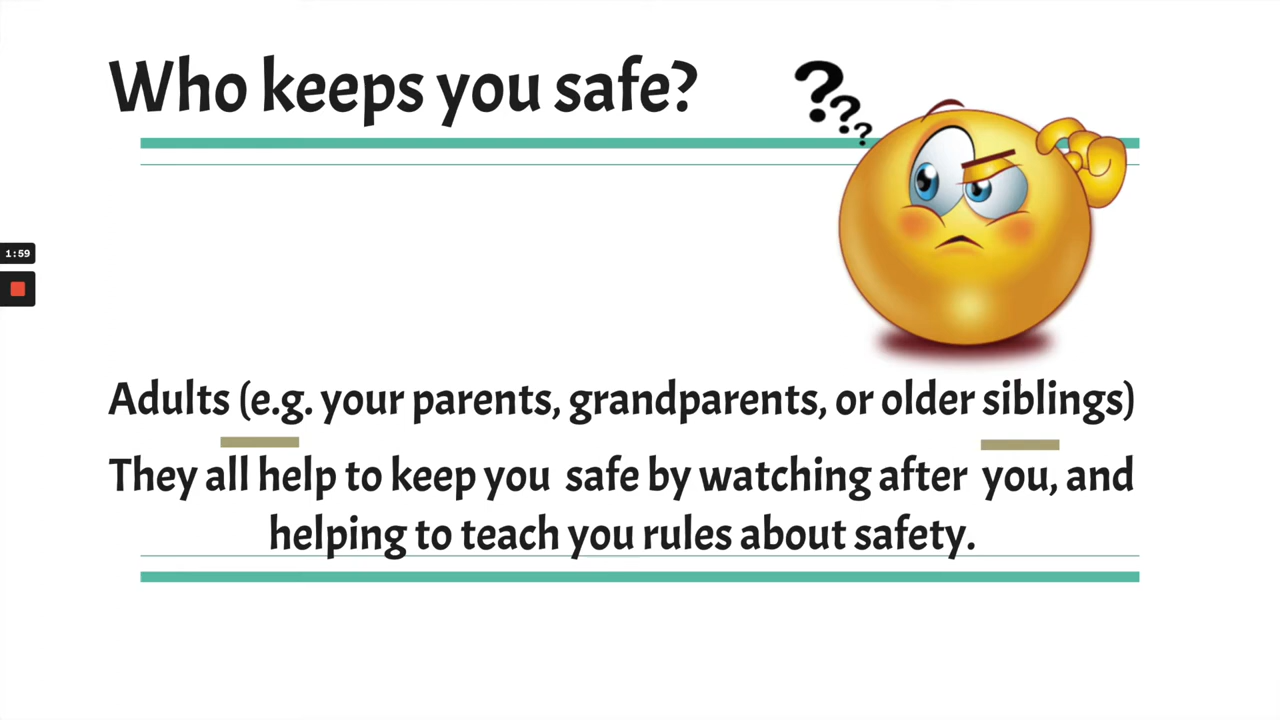 Who keeps you safe?
???
1:59
Adults (e.g. your parents, grandparents, or older siblings)
They all help to keep you safe by watching after you, and
helping to teach you rules about safety.